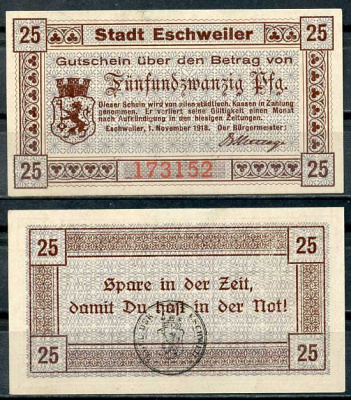 25 Stadt Eschweiler 25
Gutschein über den Betrag von
Fünfundzwanzig Pfg.
Dieser Schein wird von allen städtisch. Kassen in Zahlung
genommen. Er verliert seine Gültigkeit einen Monat
nach Aufkündigung in den hiesigen Zeitungen.
Eschweiler, 1. November 1918. Der Bürgermeister:
25 173152 25
25 25
Spare in der Zeit,
damit Du hast in der Not!
25 25